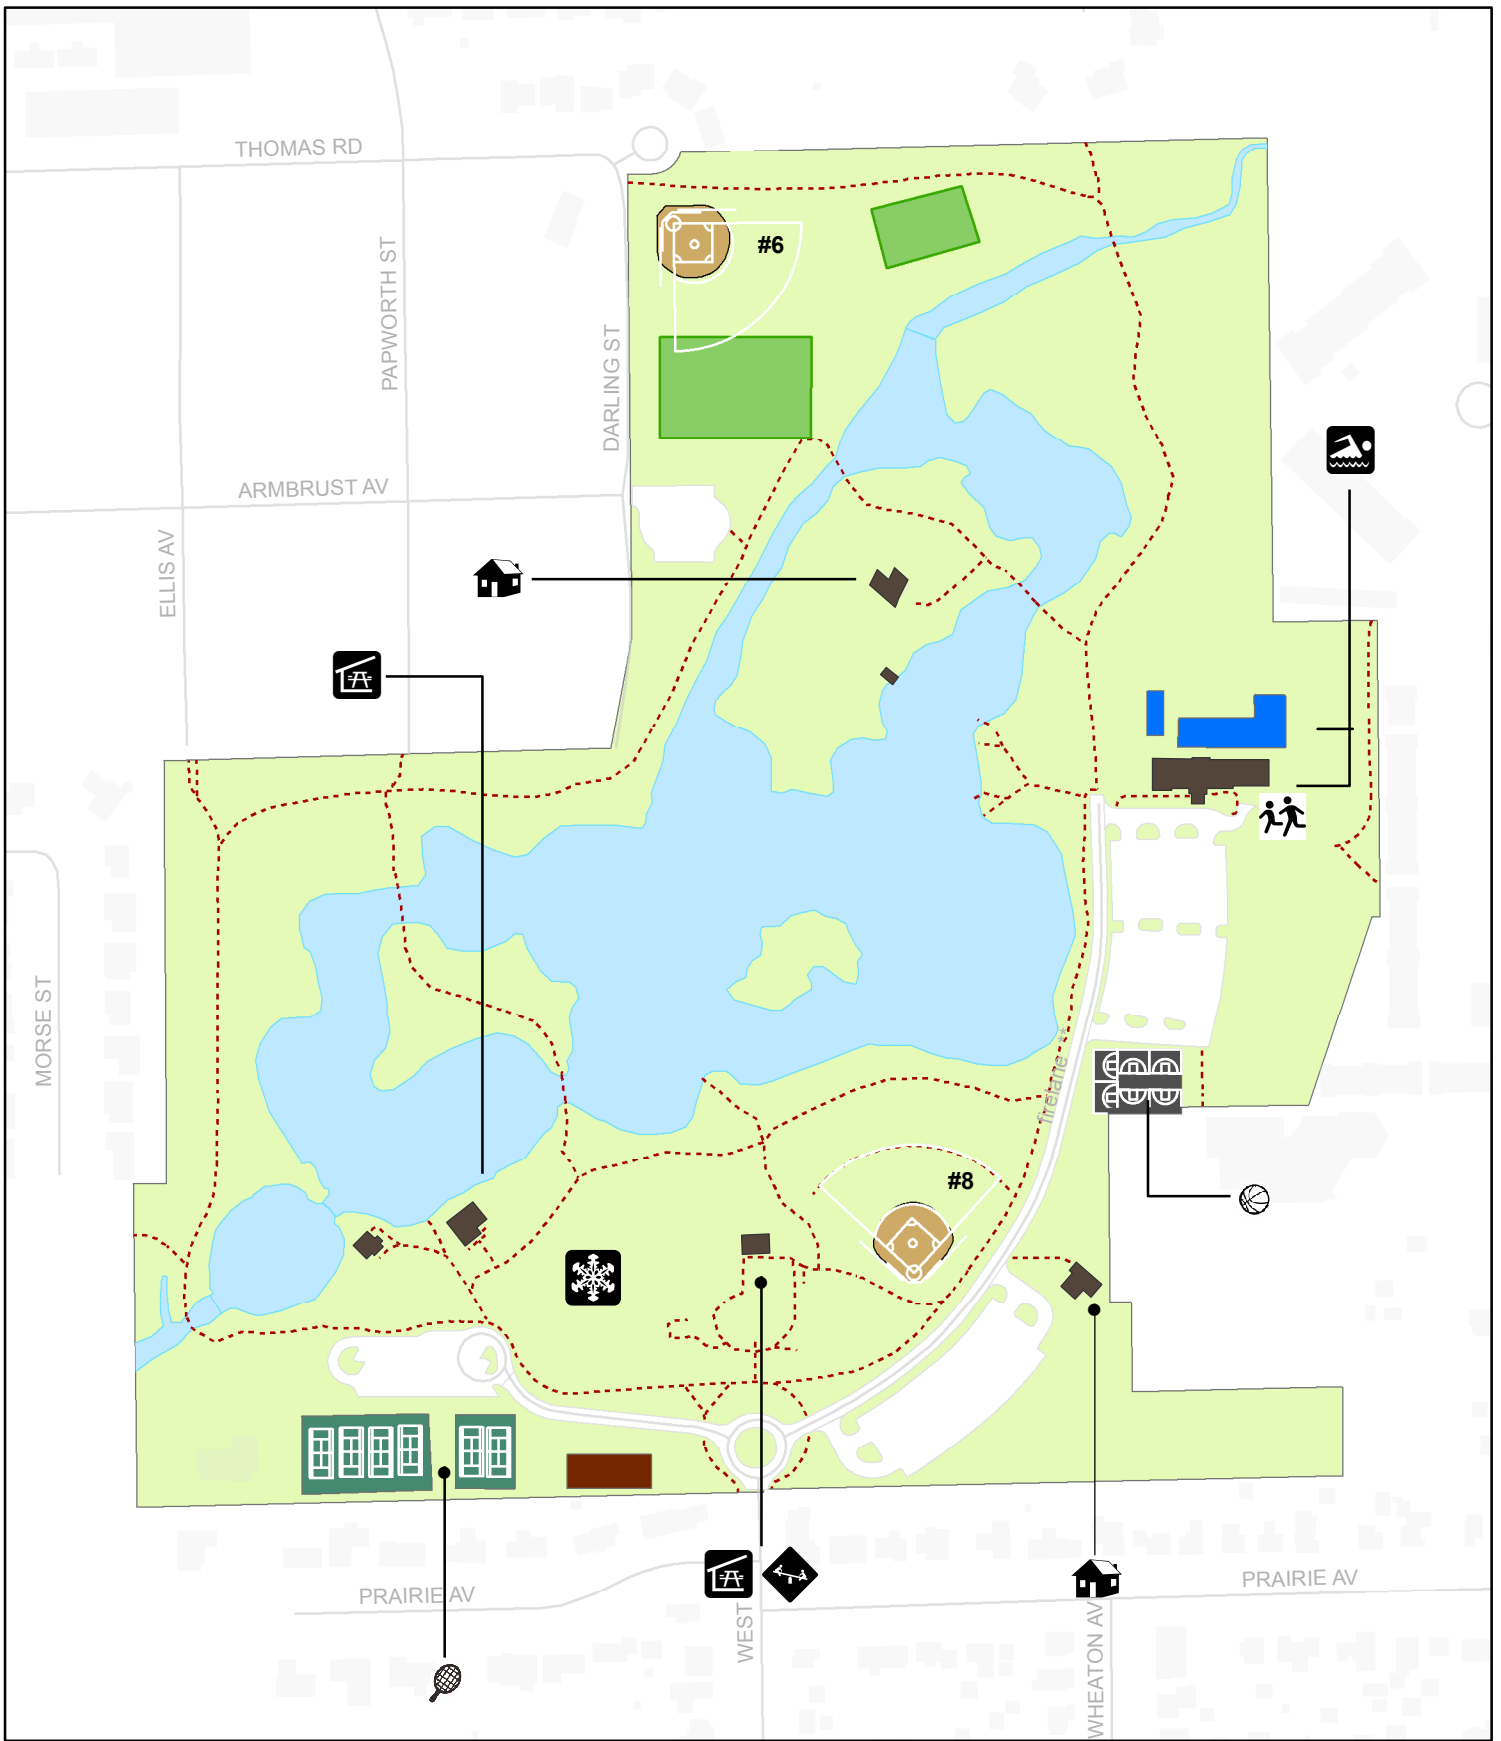 THOMAS RD
PAPWORTH ST
#6
DARLING ST
ARMBRUST AV
ELLIS AV
MORSE ST
firelane **
#8
PRAIRIE AV
PRAIRIE AV
WEST
WHEATON AV